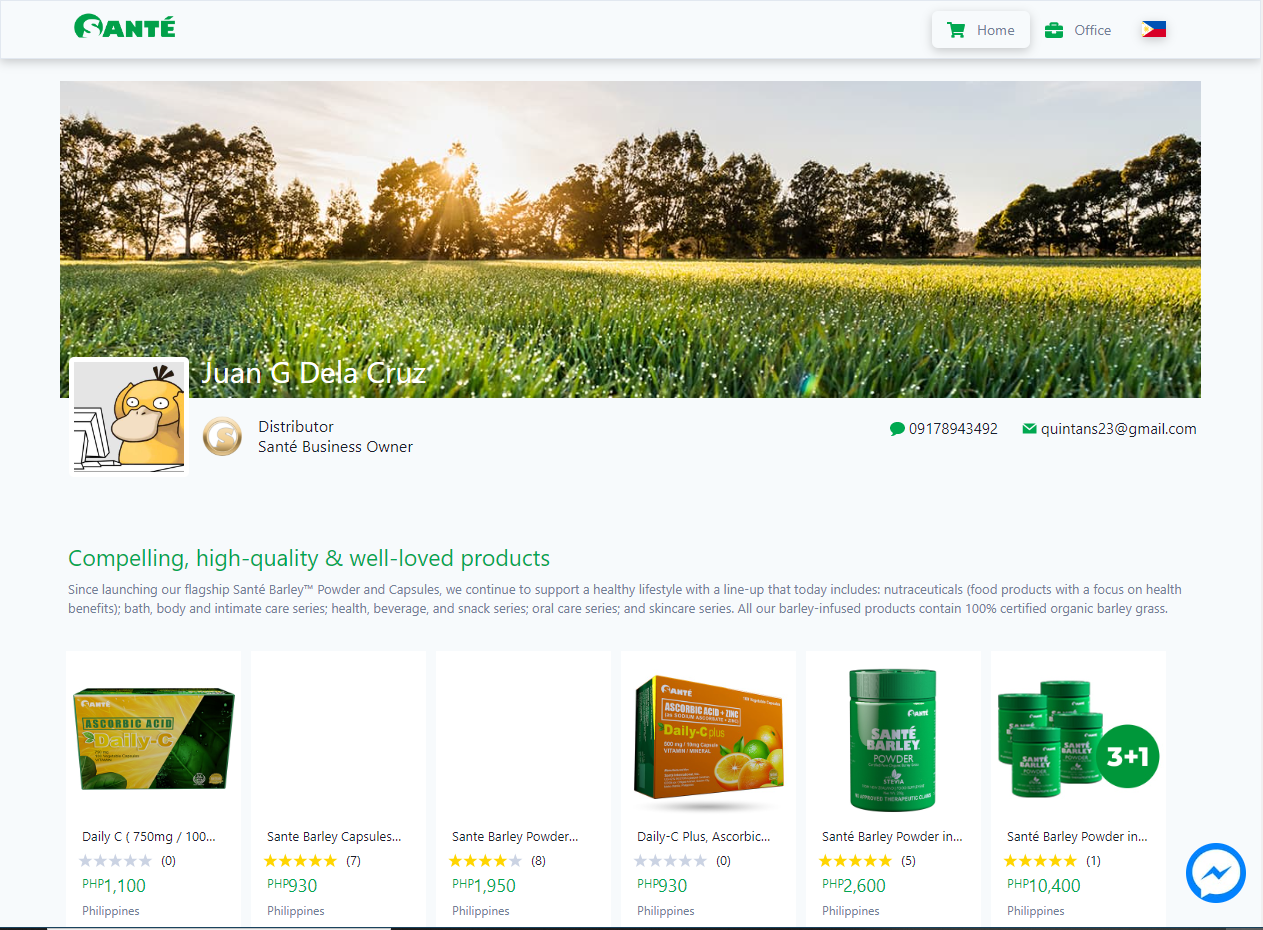 SANTÉ
Home
Office
Juan G Dela Cruz
Distributor
Santé Business Owner
09178943492
quintans23@gmail.com
Compelling, high-quality & well-loved products
Since launching our flagship Santé Barley™ Powder and Capsules, we continue to support a healthy lifestyle with a line-up that today includes: nutraceuticals (food products with a focus on health
benefits); bath, body and intimate care series; health, beverage, and snack series; oral care series; and skincare series. All our barley-infused products contain 100% certified organic barley grass.
SANTÉ
ASCORBIC ACID
Daily-C
SANTÉ
ASCORBIC ACID + ZINC
Daily-C plus
500 mg / 10mg Capsule
VITAMIN / MINERAL
SANTÉ
SANTÉ
BARLEY
POWDER
STEVIA
SANTÉ
BARLEY
SANTÉ
BARLEY
3+1
Daily C ( 750mg / 100...
(0)
PHP1,100
Philippines
Sante Barley Capsules...
(7)
PHP930
Philippines
Sante Barley Powder...
(8)
PHP1,950
Philippines
Daily-C Plus, Ascorbic...
(0)
PHP930
Philippines
Santé Barley Powder in...
(5)
PHP2,600
Philippines
Santé Barley Powder in...
(1)
PHP10,400
Philippines